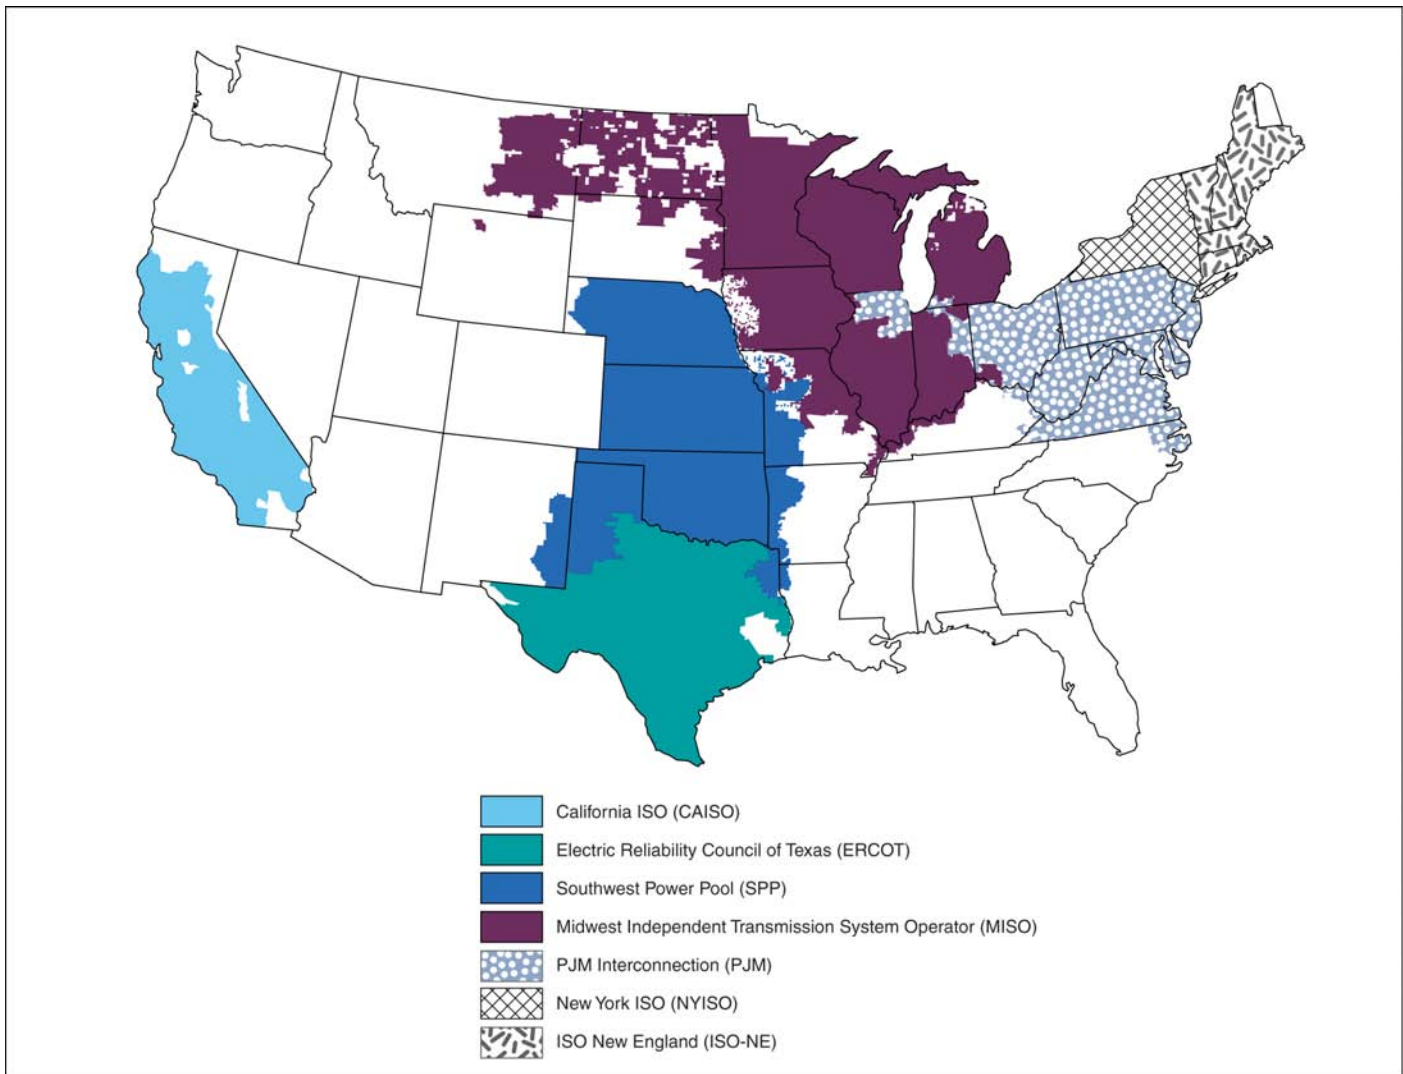 California ISO (CAISO)
Electric Reliability Council of Texas (ERCOT)
Southwest Power Pool (SPP)
Midwest Independent Transmission System Operator (MISO)
PJM Interconnection (PJM)
New York ISO (NYISO)
ISO New England (ISO-NE)